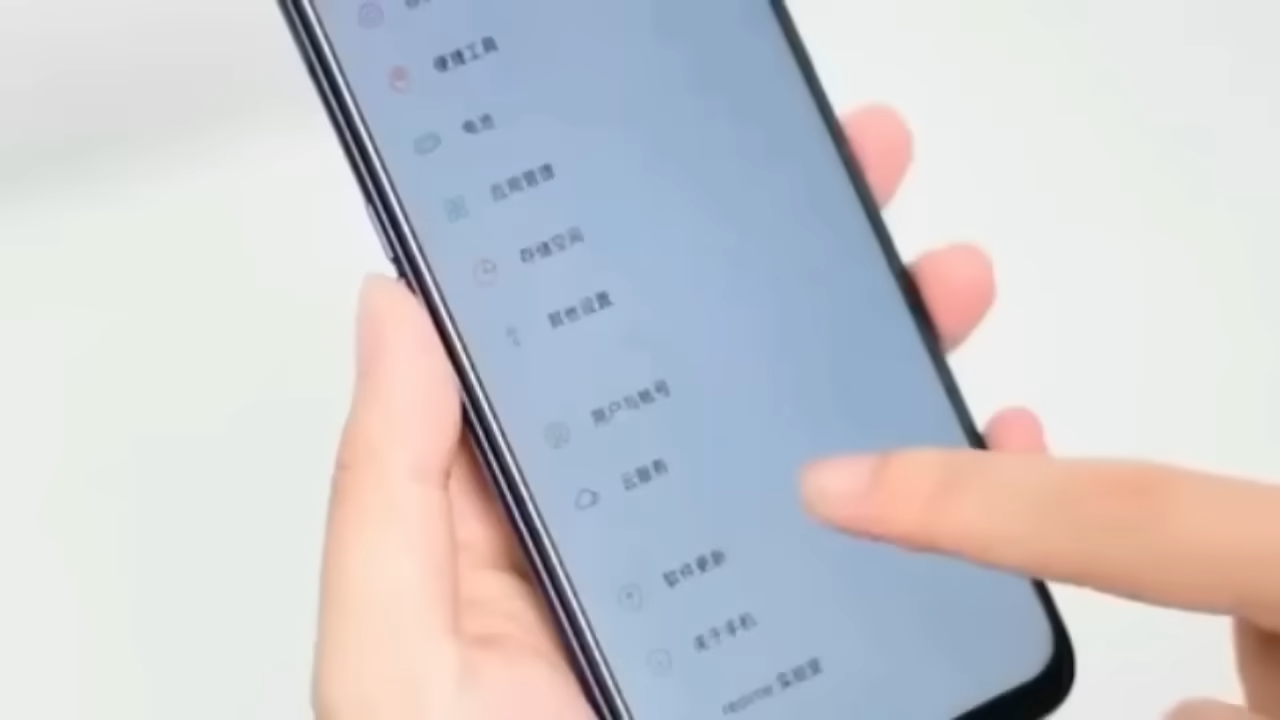 便捷工具
电池
应用管理
存储空间
其他设置
用户与帐号
云服务
软件更新
关于手机
realme 实验室